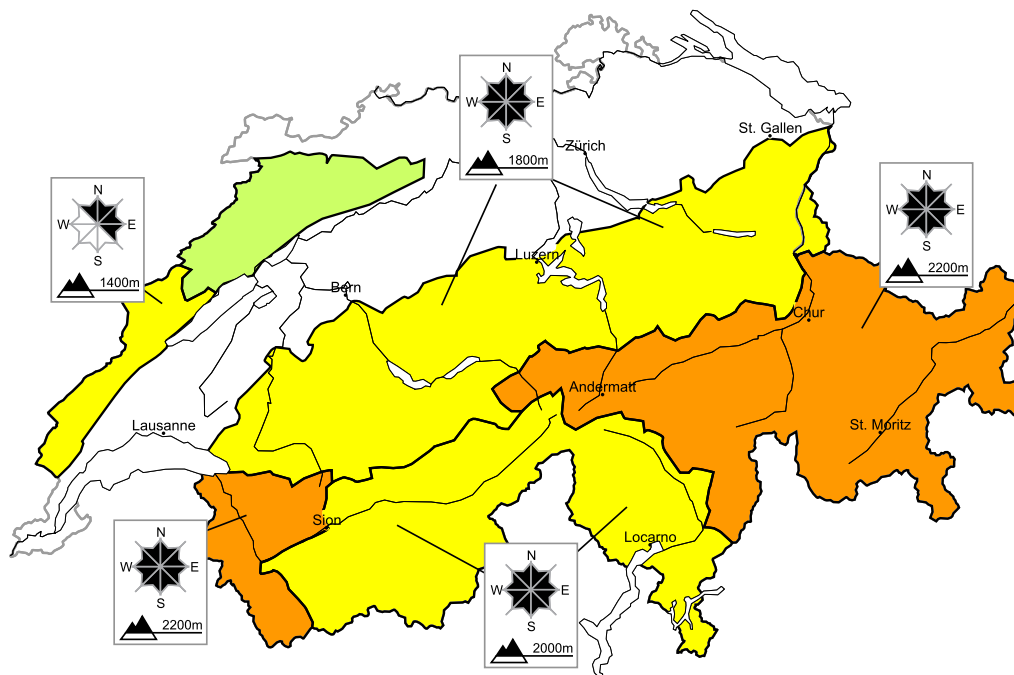 N
W E
S
1800m
Zürich
St. Gallen
N
W E
S
1400m
N
W E
S
2200m
Luzern
Bern
Chur
Andermatt
Lausanne
St. Moritz
Sion
Locarno
N
W E
S
2200m
N
W E
S
2000m